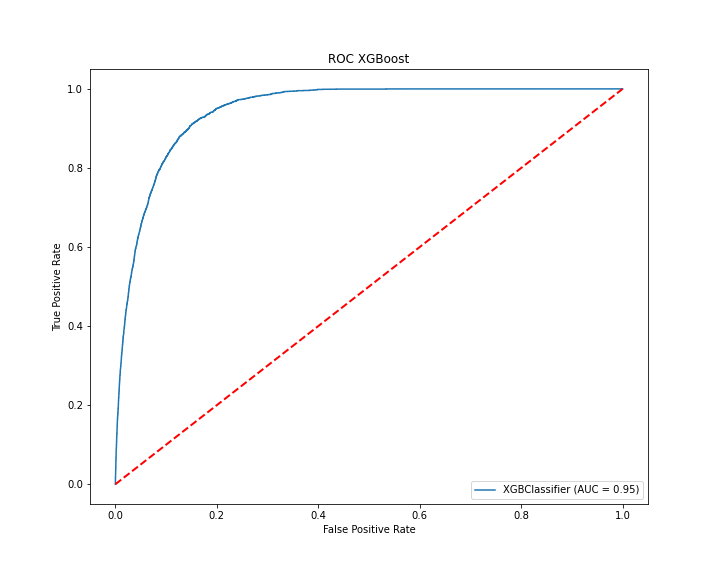 ROC XGBoost
True Positive Rate
1.0
0.8
0.6
0.4
0.2
0.0
XGBClassifier (AUC = 0.95)
0.0 0.2 0.4 0.6 0.8 1.0
False Positive Rate